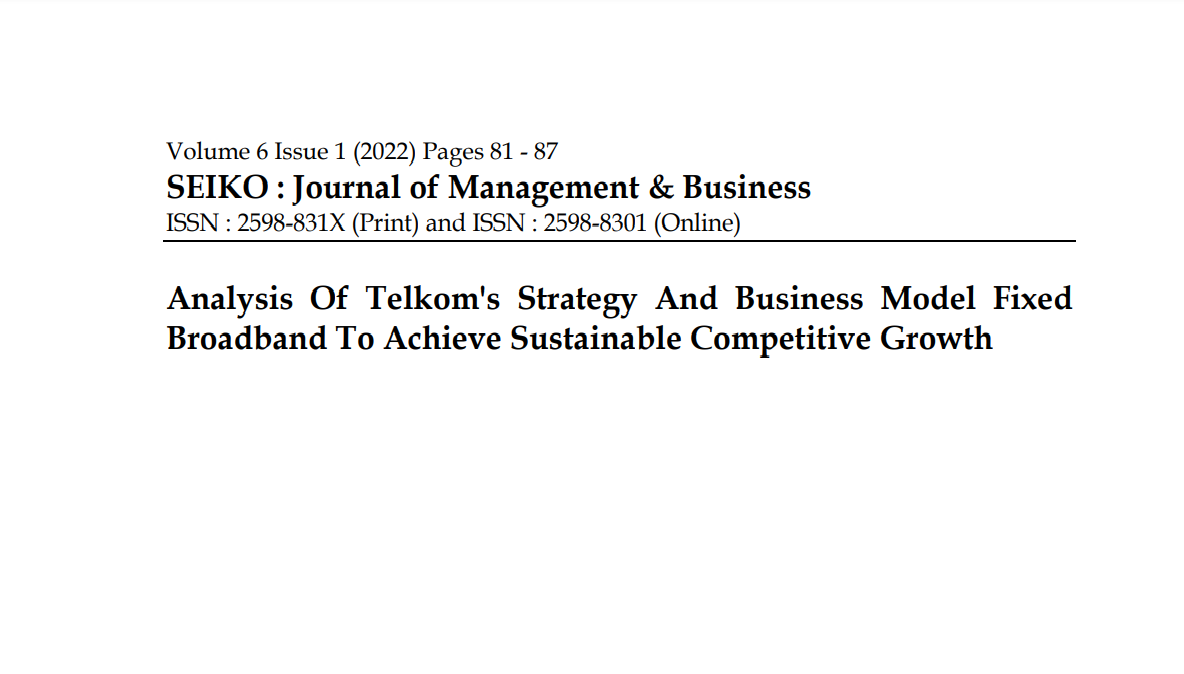 Volume 6 Issue 1 (2022) Pages 81 - 87
SEIKO : Journal of Management & Business
ISSN : 2598-831X (Print) and ISSN : 2598-8301 (Online)
Analysis Of Telkom's Strategy And Business Model Fixed
Broadband To Achieve Sustainable Competitive Growth